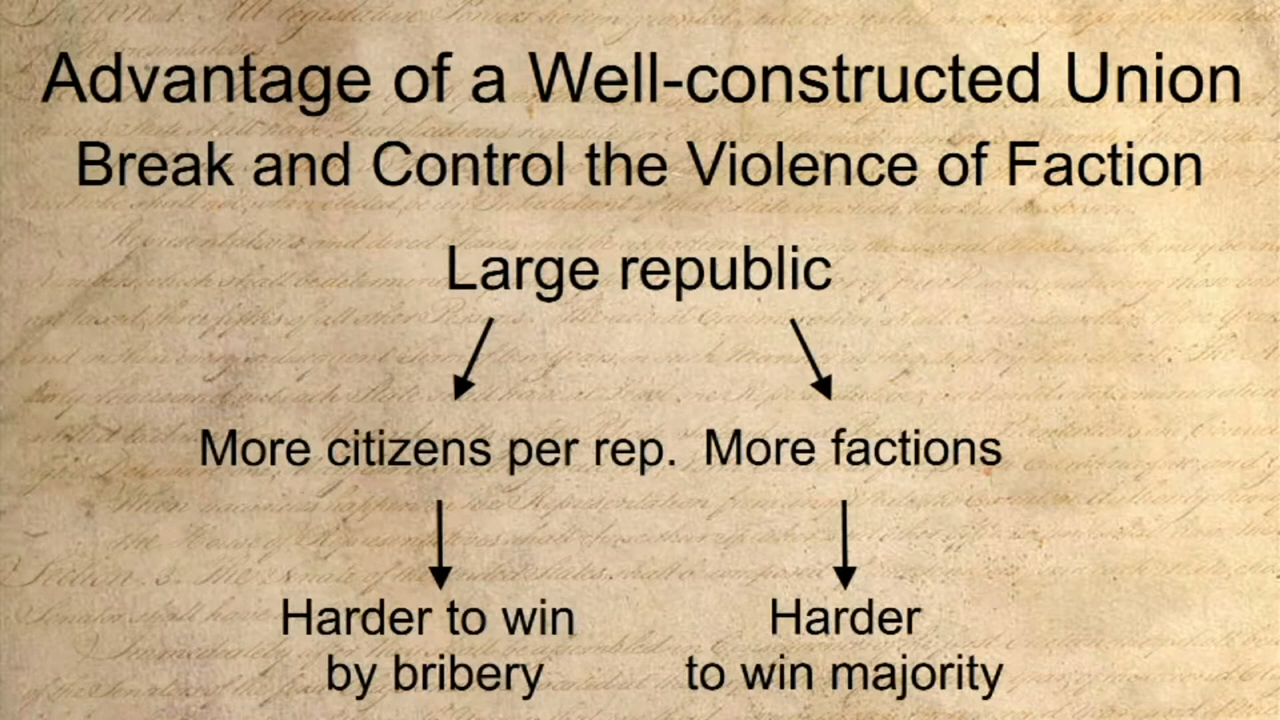 Advantage of a Well-constructed Union
Break and Control the Violence of Faction
Large republic
More citizens per rep. More factions
Harder to win
by bribery
Harder
to win majority